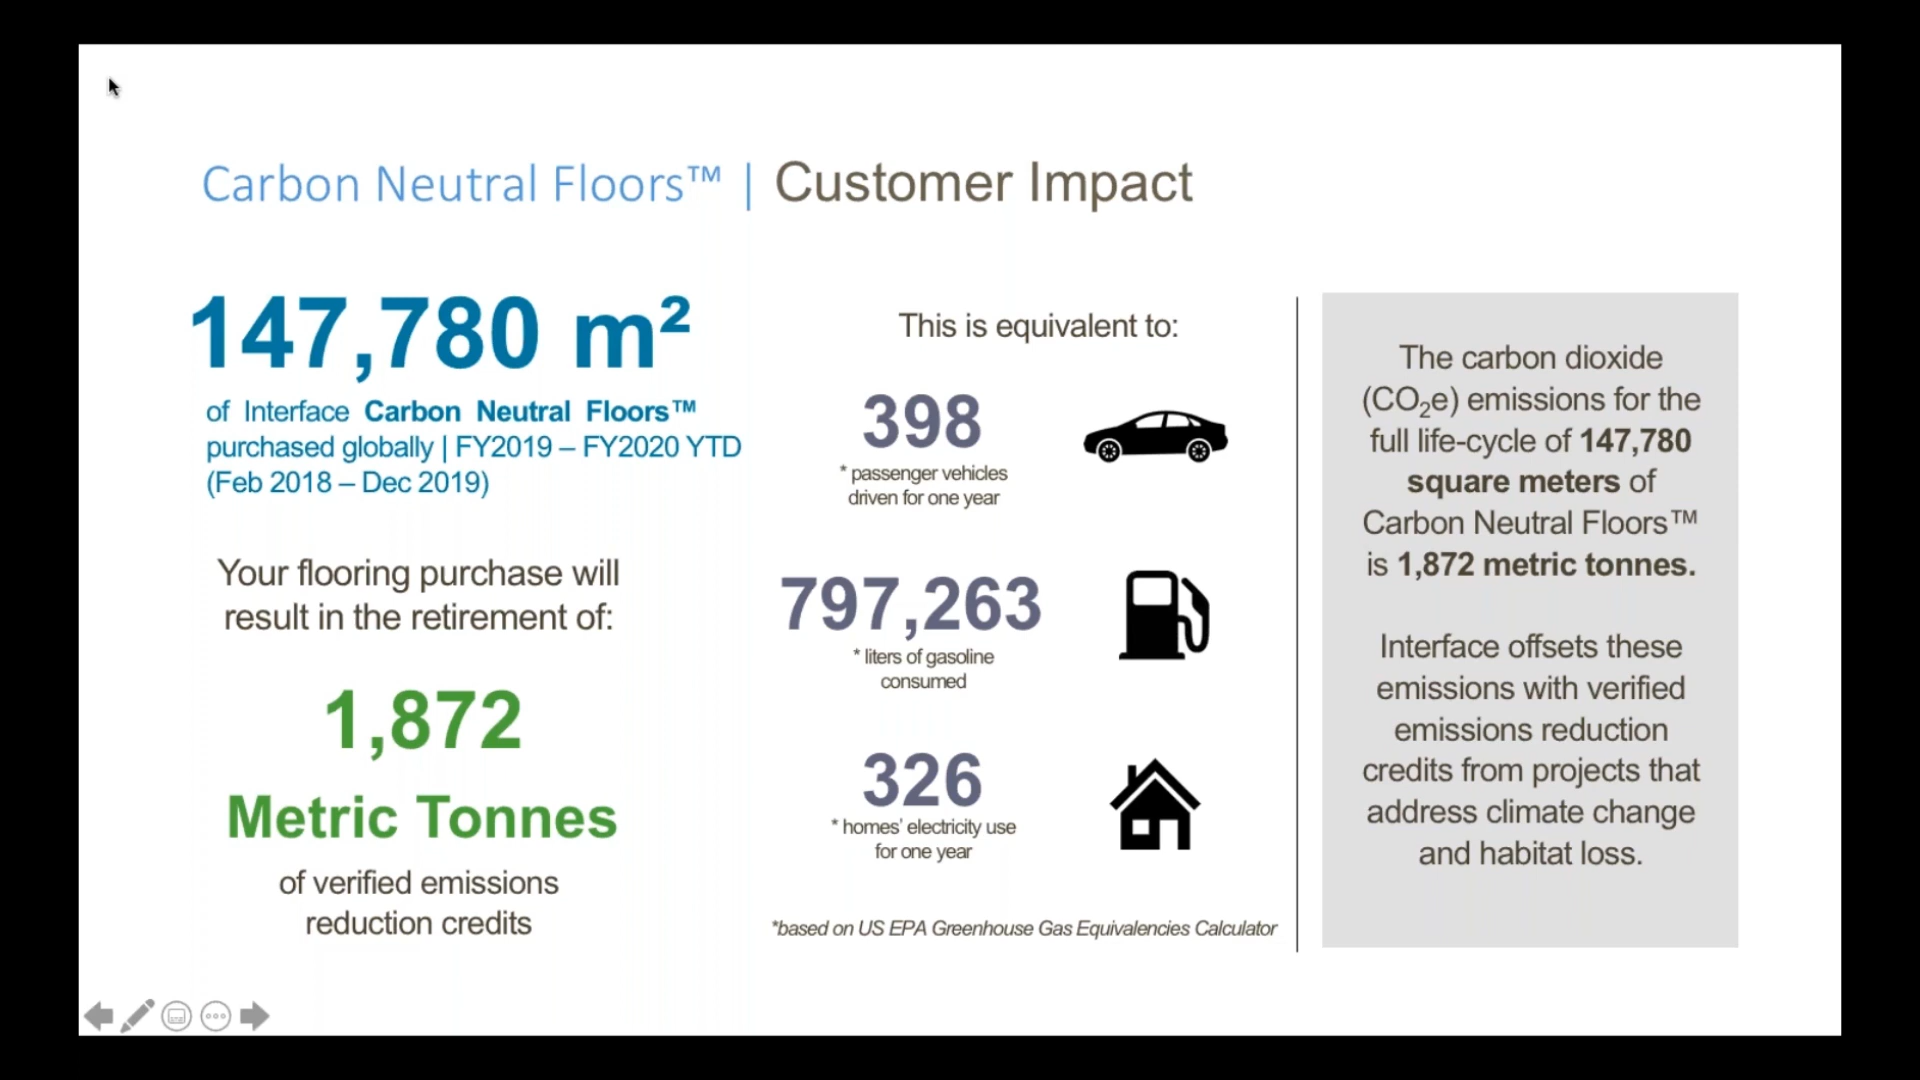 Carbon Neutral Floors™ | Customer Impact
147,780 m²
of Interface Carbon Neutral Floors™
purchased globally | FY2019 – FY2020 YTD
(Feb 2018 – Dec 2019)
Your flooring purchase will
result in the retirement of:
1,872
Metric Tonnes
of verified emissions
reduction credits
This is equivalent to:
398
* passenger vehicles
driven for one year
797,263
* liters of gasoline
consumed
326
* homes’ electricity use
for one year
*based on US EPA Greenhouse Gas Equivalencies Calculator
The carbon dioxide
(CO₂e) emissions for the
full life-cycle of 147,780
square meters of
Carbon Neutral Floors™
is 1,872 metric tonnes.
Interface offsets these
emissions with verified
emissions reduction
credits from projects that
address climate change
and habitat loss.